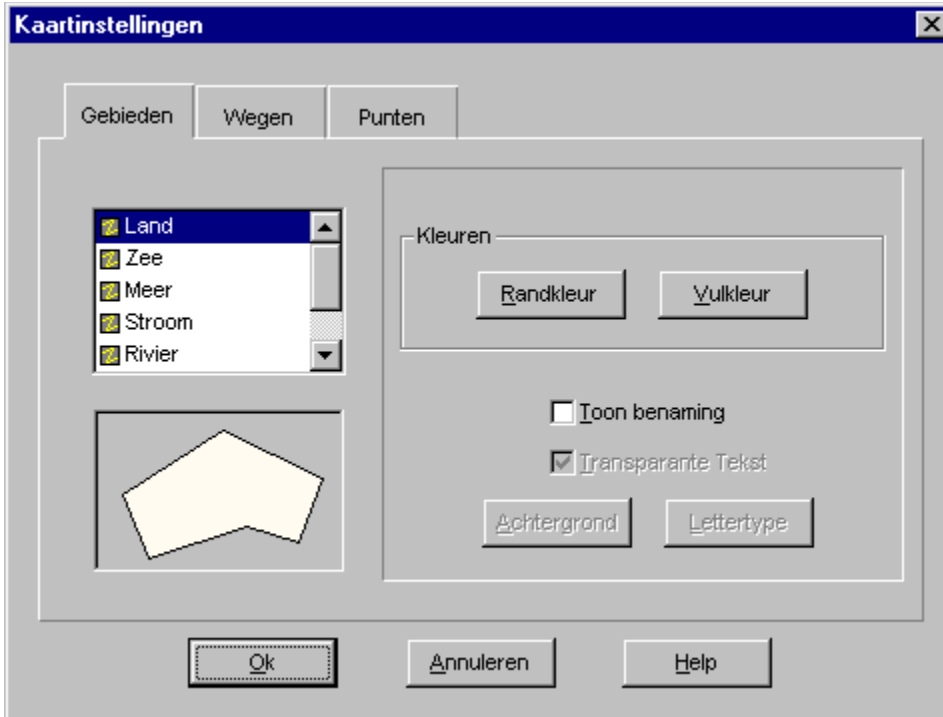 Kaartinstellingen
Gebieden Wegen Punten
Land
Zee
Meer
Stroom
Rivier
Kleuren
Randkleur Vulkleur
Toon benaming
Transparante Tekst
Achtergrond Lettertype
Ok Annuleren Help